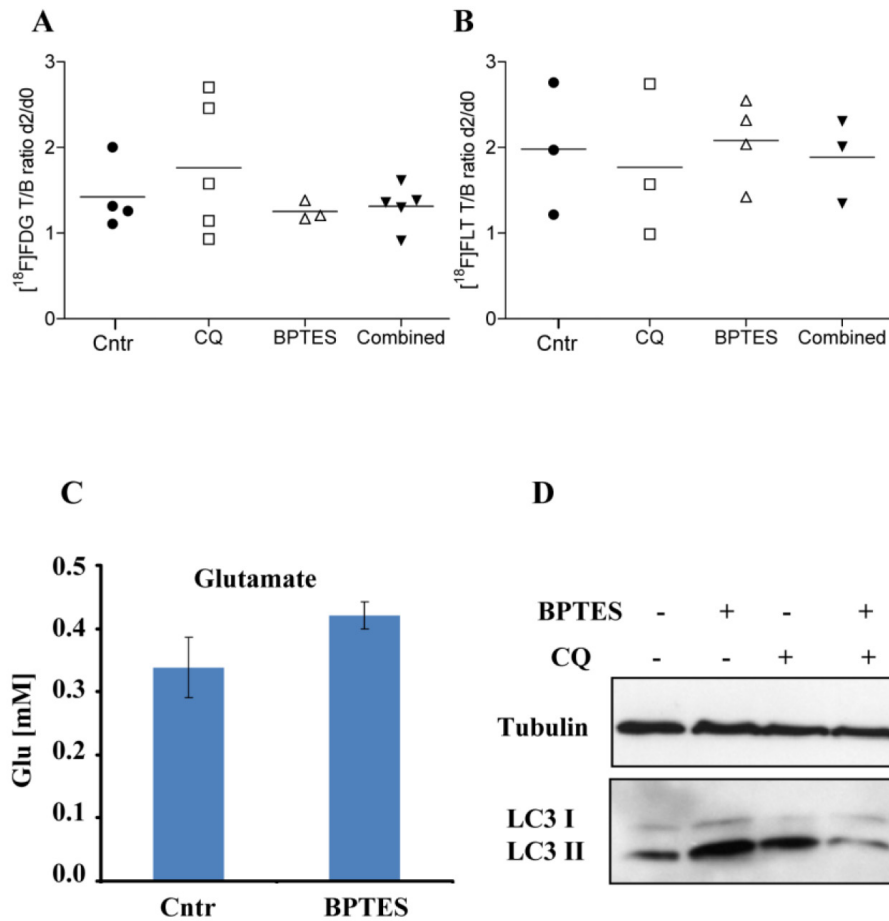 A
[18F]FDG T/B ratio d2/d0
3
2
1
0
Cntr CQ BPTES Combined
B
[18F]FLT T/B ratio d2/d0
3
2
1
0
Cntr CQ BPTES Combined
C
Glutamate
Glu [mM]
0.5
0.4
0.3
0.2
0.1
0.0
Cntr BPTES
D
BPTES - + - +
CQ - - + +
Tubulin
LC3 I
LC3 II